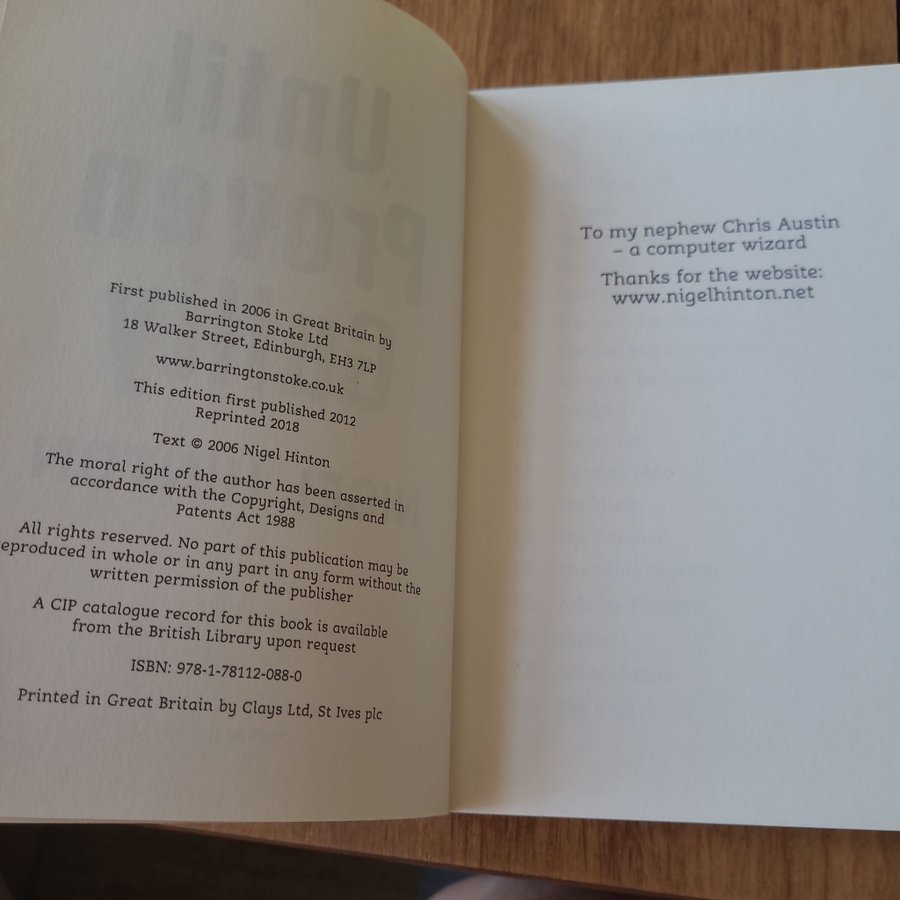 First published in 2006 in Great Britain by
Barrington Stoke Ltd
18 Walker Street, Edinburgh, EH3 7LP
www.barringtonstoke.co.uk
This edition first published 2012
Reprinted 2018
Text © 2006 Nigel Hinton
The moral right of the author has been asserted in
accordance with the Copyright, Designs and
Patents Act 1988
All rights reserved. No part of this publication may be
eproduced in whole or in any part in any form without the
written permission of the publisher
A CIP catalogue record for this book is available
from the British Library upon request
ISBN: 978-1-78112-088-0
Printed in Great Britain by Clays Ltd, St Ives plc
To my nephew Chris Austin
– a computer wizard
Thanks for the website:
www.nigelhinton.net